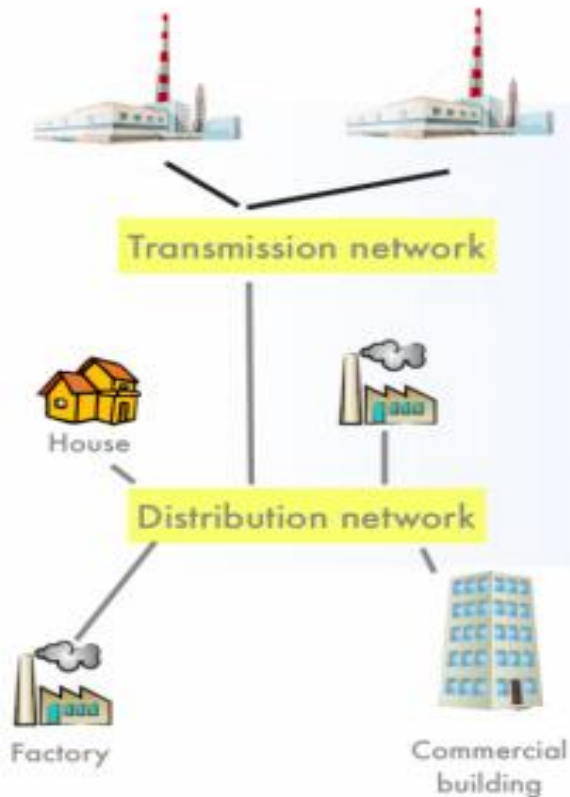 Transmission network
House
Distribution network
Factory
Commercial
building